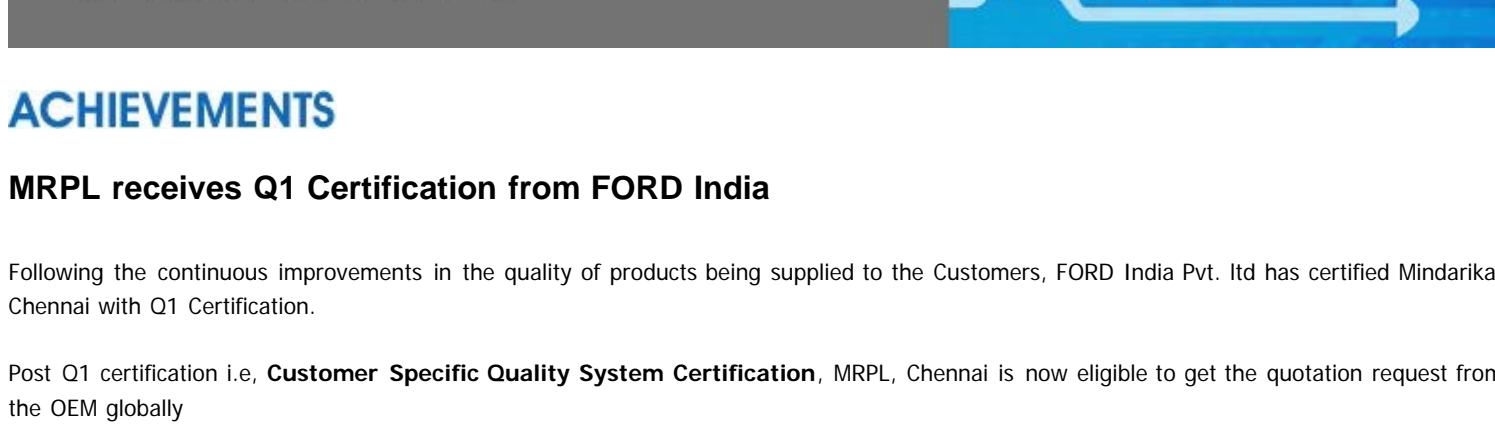 ACHIEVEMENTS
MRPL receives Q1 Certification from FORD India
Following the continuous improvements in the quality of products being supplied to the Customers, FORD India Pvt. ltd has certified Mindarika
Chennai with Q1 Certification.
Post Q1 certification i.e, Customer Specific Quality System Certification, MRPL, Chennai is now eligible to get the quotation request from
the OEM globally